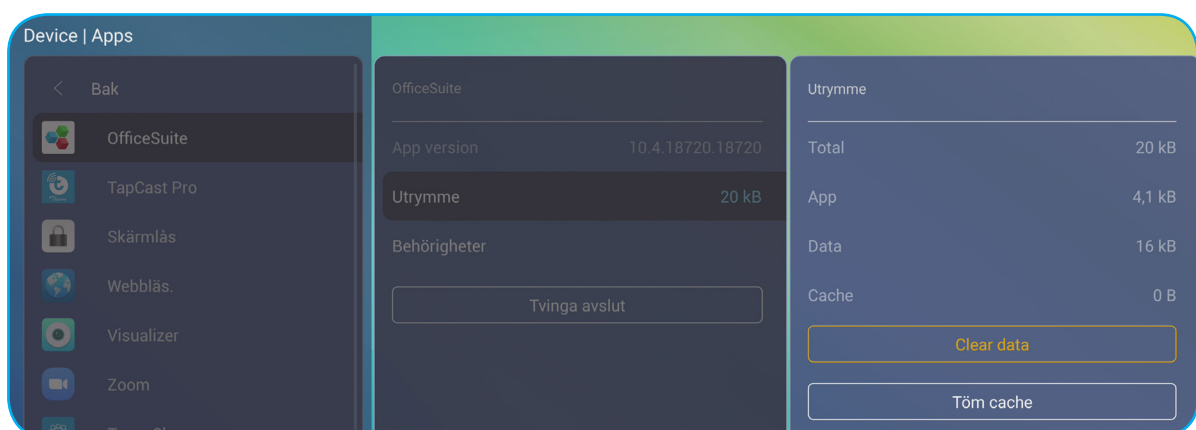 Device | Apps
Bak
OfficeSuite
TapCast Pro
Skärmlås
Webbläs.
Visualizer
Zoom
OfficeSuite
App version 10.4.18720.18720
Utrymme 20 kB
Behörigheter
Tvinga avslut
Utrymme
Total 20 kB
App 4,1 kB
Data 16 kB
Cache 0 B
Clear data
Töm cache